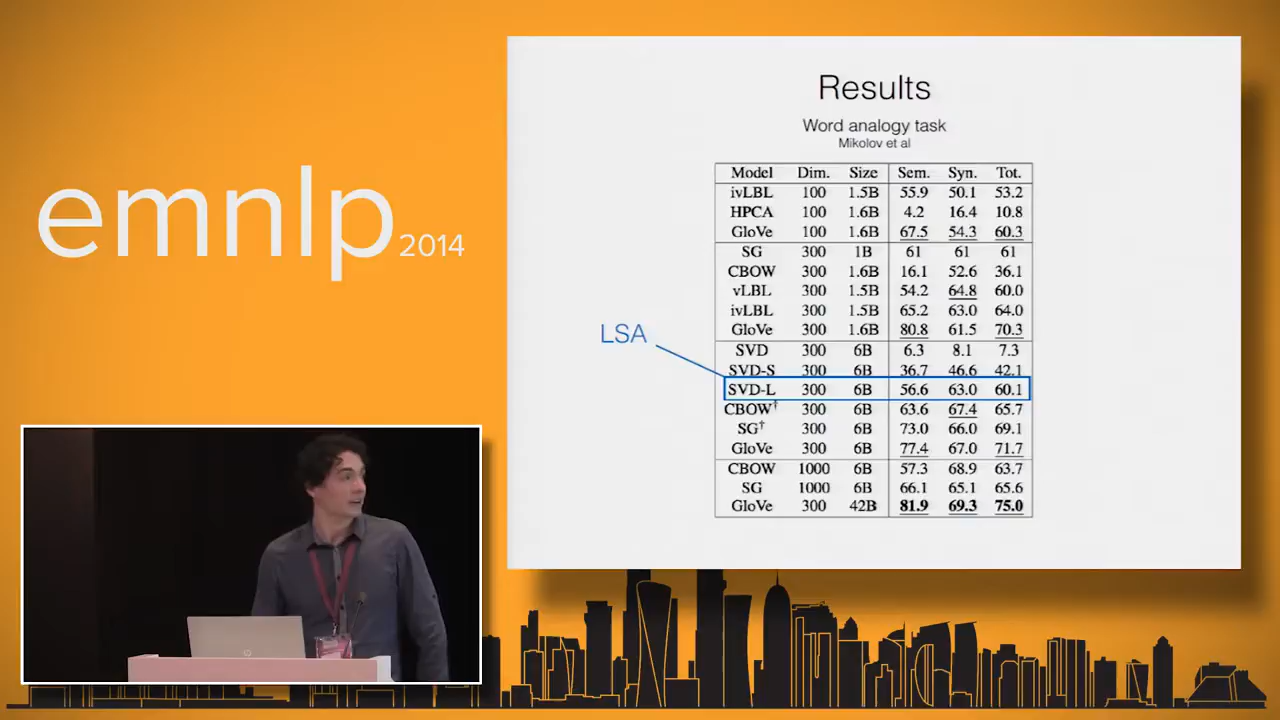 emnlp 2014
Results
Word analogy task
Mikolov et al
Model Dim. Size Sem. Syn. Tot.
ivLBL 100 1.5B 55.9 50.1 53.2
HPCA 100 1.6B 4.2 16.4 10.8
GloVe 100 1.6B 67.5 54.3 60.3
SG 300 1B 61 61 61
CBOW 300 1.6B 16.1 52.6 36.1
vLBL 300 1.5B 54.2 64.8 60.0
ivLBL 300 1.5B 65.2 63.0 64.0
GloVe 300 1.6B 80.8 61.5 70.3
LSA
SVD 300 6B 6.3 8.1 7.3
SVD-S 300 6B 36.7 46.6 42.1
SVD-L 300 6B 56.6 63.0 60.1
CBOW† 300 6B 63.6 67.4 65.7
SG† 300 6B 73.0 66.0 69.1
GloVe 300 6B 77.4 67.0 71.7
CBOW 1000 6B 57.3 68.9 63.7
SG 1000 6B 66.1 65.1 65.6
GloVe 300 42B 81.9 69.3 75.0